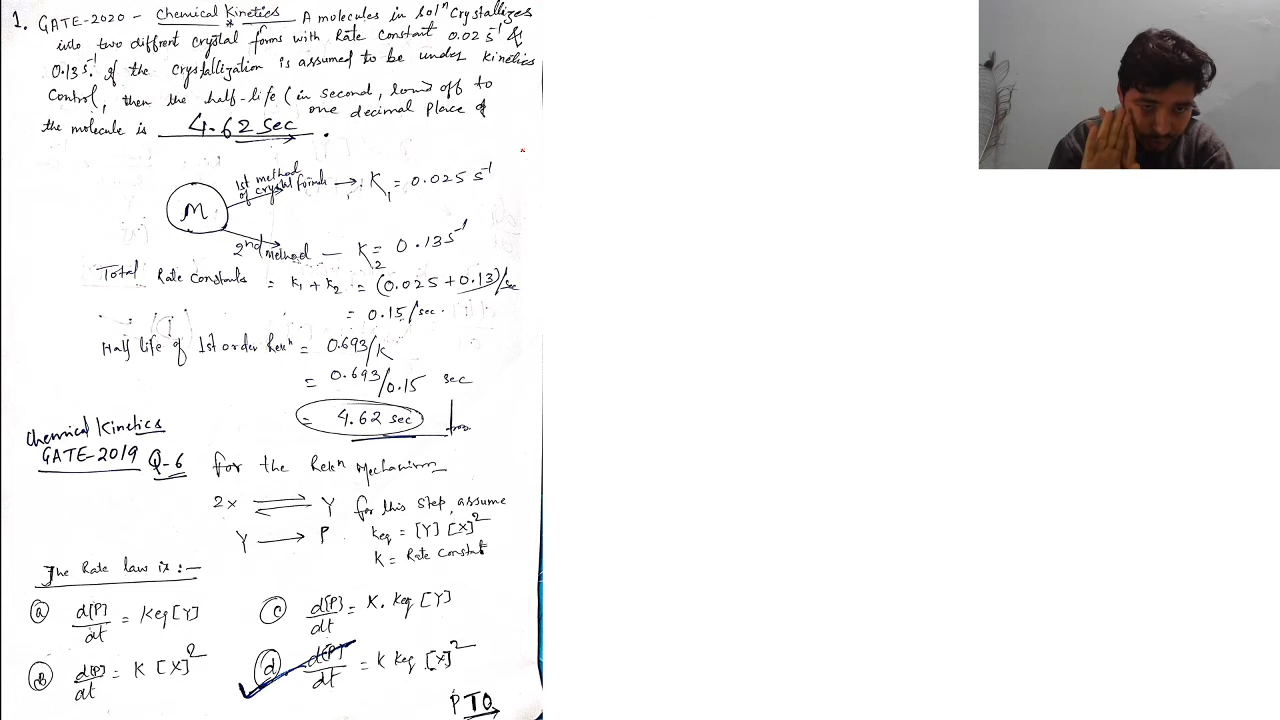 1. GATE-2020 - Chemical Kinetics - A molecules in solⁿ Crystallizes
into two diffrent crystal forms with Rate Constant 0.02 s⁻¹ &
0.13 s⁻¹. If the crystallization is assumed to be under kinetics
Control, then the half-life (in second, round off to
one decimal place of
the molecule is 4.62 sec .
1st method
of crystal formn → K₁ = 0.025 s⁻¹
M
2nd method — K₂ = 0.13 s⁻¹
Total Rate Constants = K₁ + K₂ = (0.025 + 0.13)/sec
= 0.15/sec.
Half life of 1st order Rexⁿ = 0.693/K
= 0.693/0.15 sec
= 4.62 sec
Chemical Kinetics
GATE-2019 Q-6 for the Rexⁿ Mechanism
2x ⇌ Y for this step, assume
Keq = [Y] [X]²
Y → P. K = Rate Constant
The Rate law is :—
(a) d[P]/dt = Keq [Y]
(c) d[P]/dt = K. Keq [Y]
(B) d[P]/dt = K [X]²
(d) d[P]/dt = K Keq [X]²
PTO